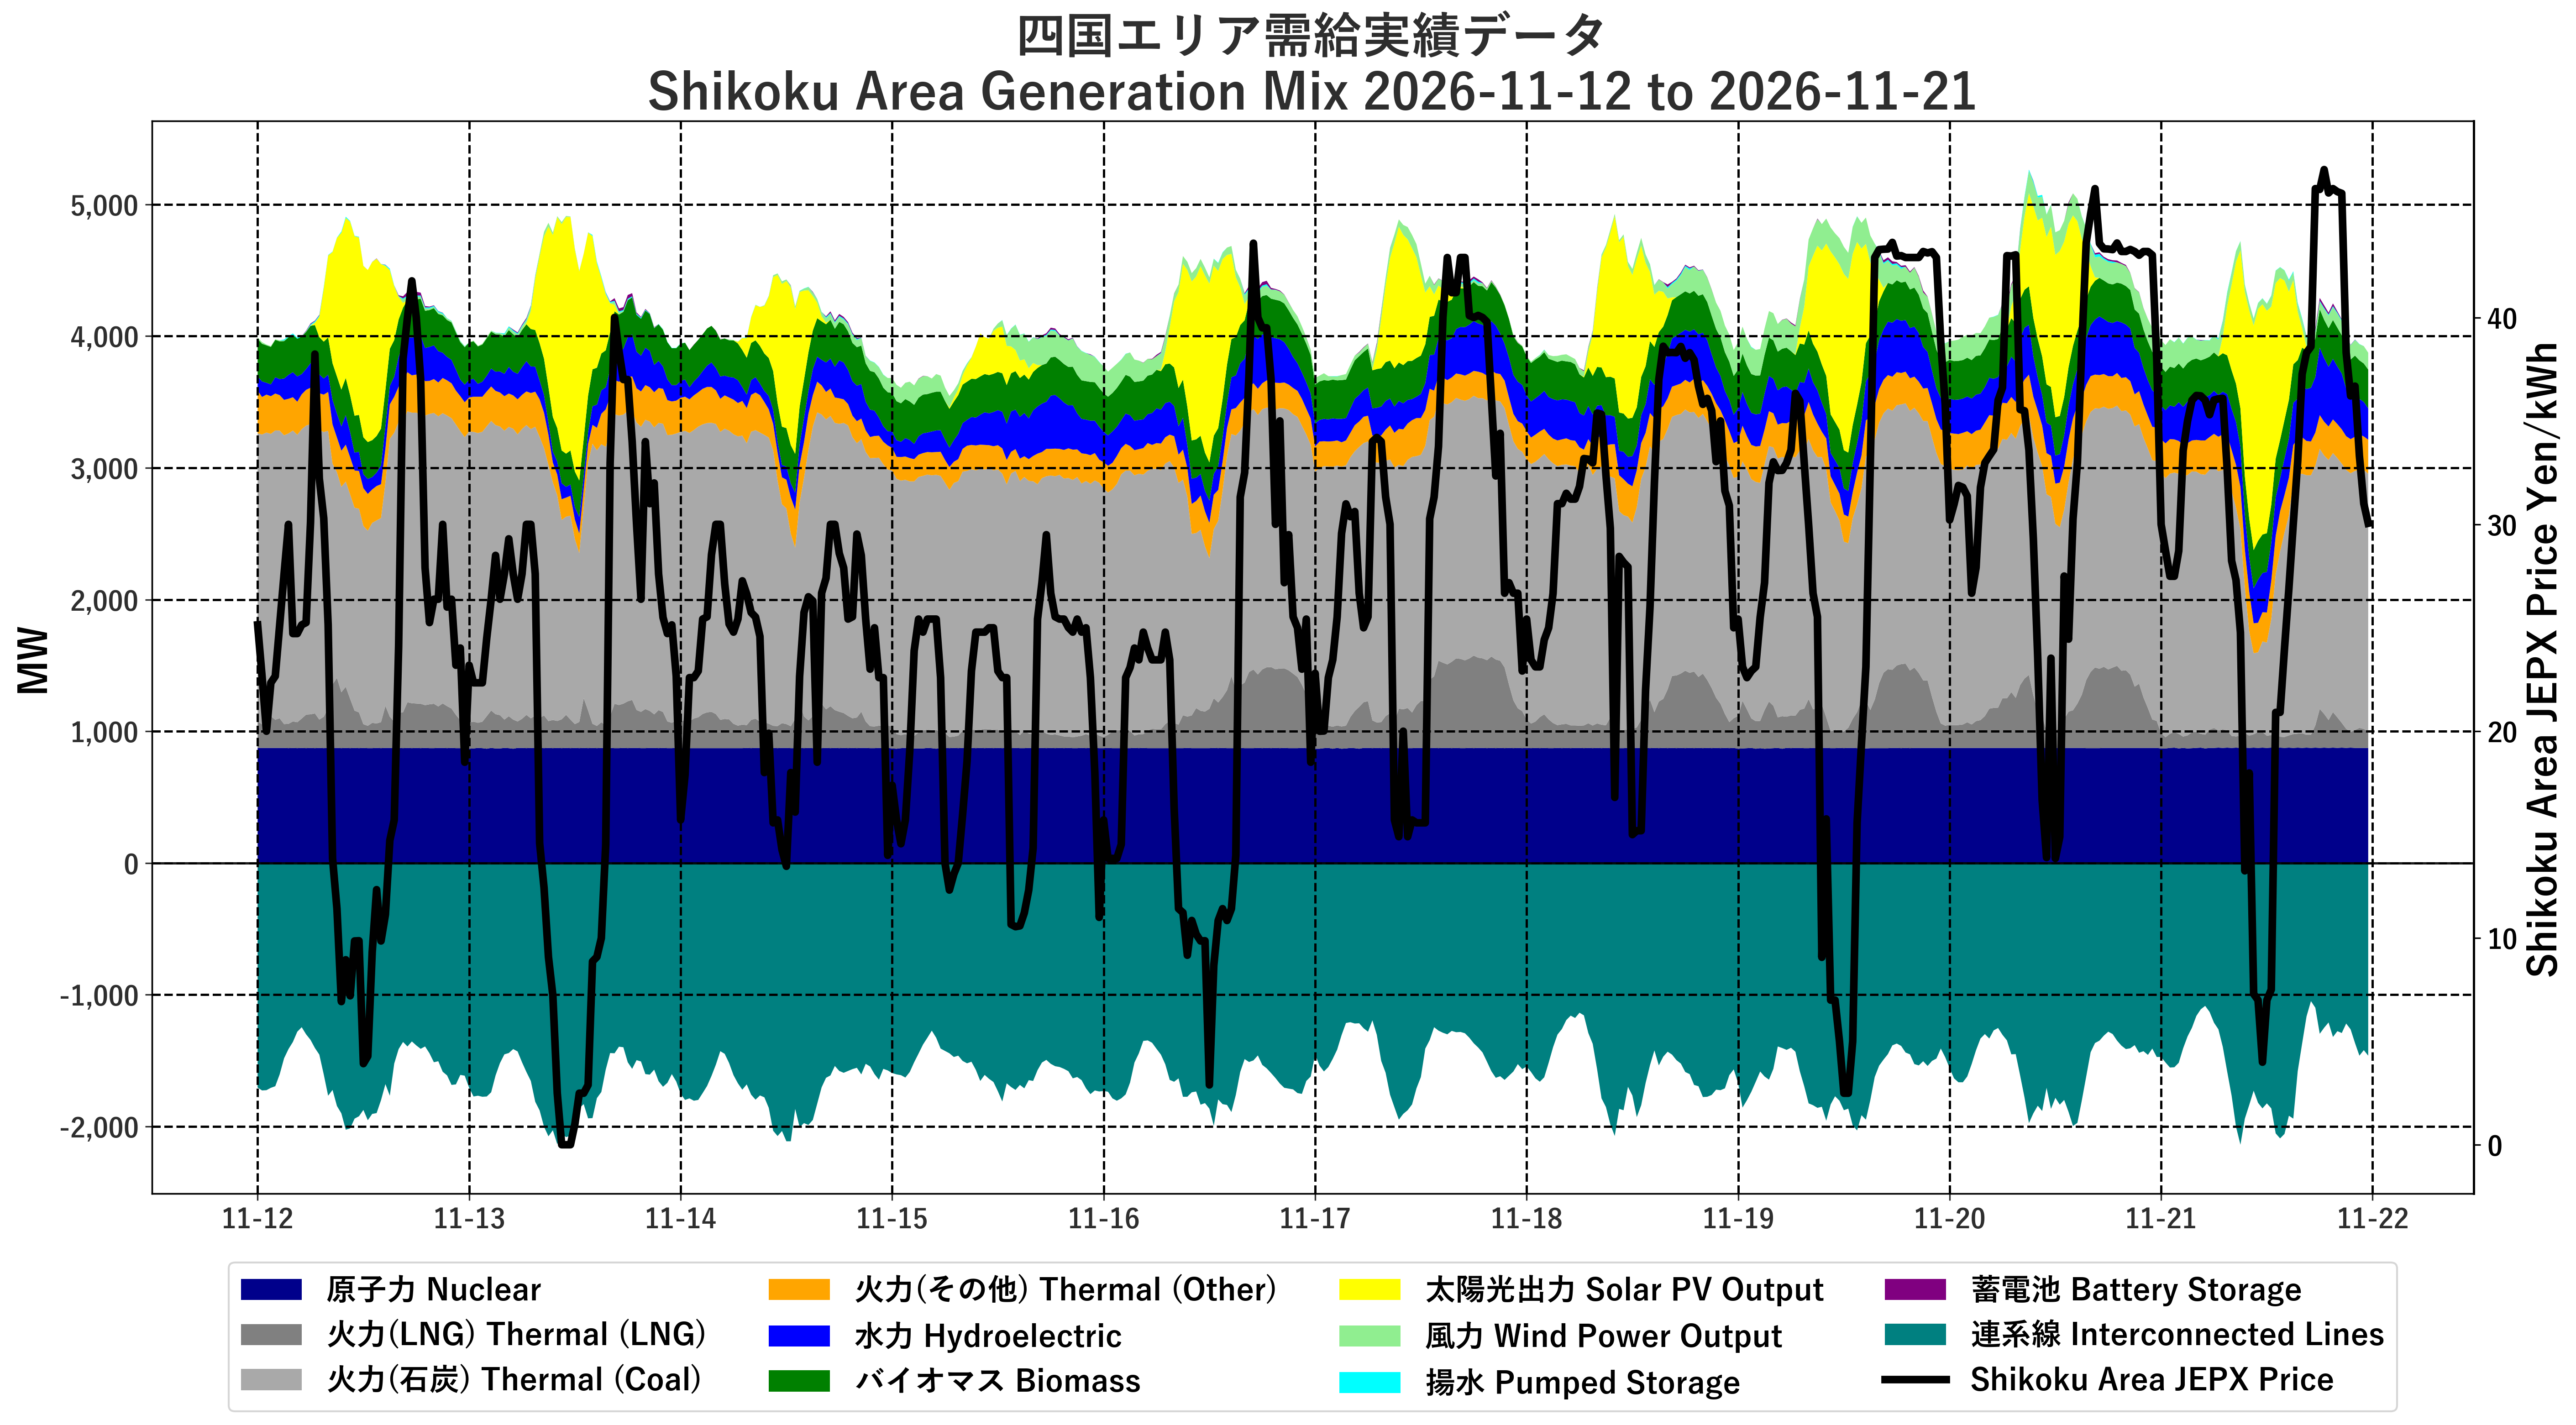 四国エリア需給実績データ
Shikoku Area Generation Mix 2026-11-12 to 2026-11-21
MW
5,000
4,000
3,000
2,000
1,000
0
-1,000
-2,000
40
30
20
10
0
Shikoku Area JEPX Price Yen/kWh
11-12 11-13 11-14 11-15 11-16 11-17 11-18 11-19 11-20 11-21 11-22
原子力 Nuclear
火力(LNG) Thermal (LNG)
火力(石炭) Thermal (Coal)
火力(その他) Thermal (Other)
水力 Hydroelectric
バイオマス Biomass
太陽光出力 Solar PV Output
風力 Wind Power Output
揚水 Pumped Storage
蓄電池 Battery Storage
連系線 Interconnected Lines
Shikoku Area JEPX Price